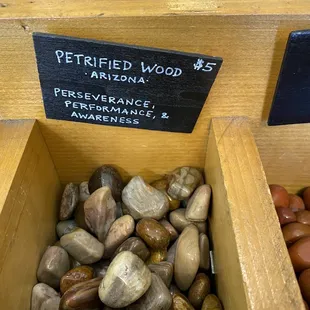 PETRIFIED WOOD $5
·ARIZONA·
PERSEVERANCE,
PERFORMANCE, &
AWARENESS